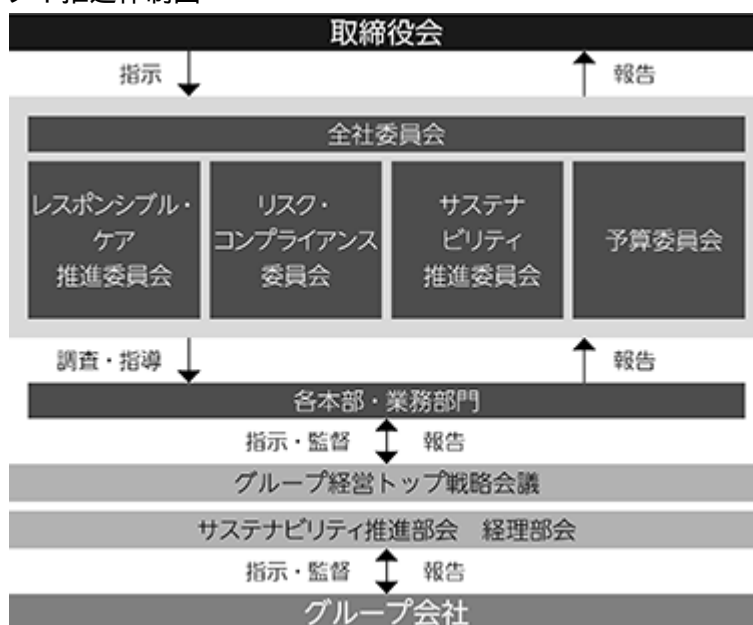 取締役会
指示 報告
全社委員会
レスポンシブル・
ケア
推進委員会
リスク・
コンプライアンス
委員会
サステナ
ビリティ
推進委員会
予算委員会
調査・指導 報告
各本部・業務部門
指示・監督 報告
グループ経営トップ戦略会議
サステナビリティ推進部会 経理部会
指示・監督 報告
グループ会社